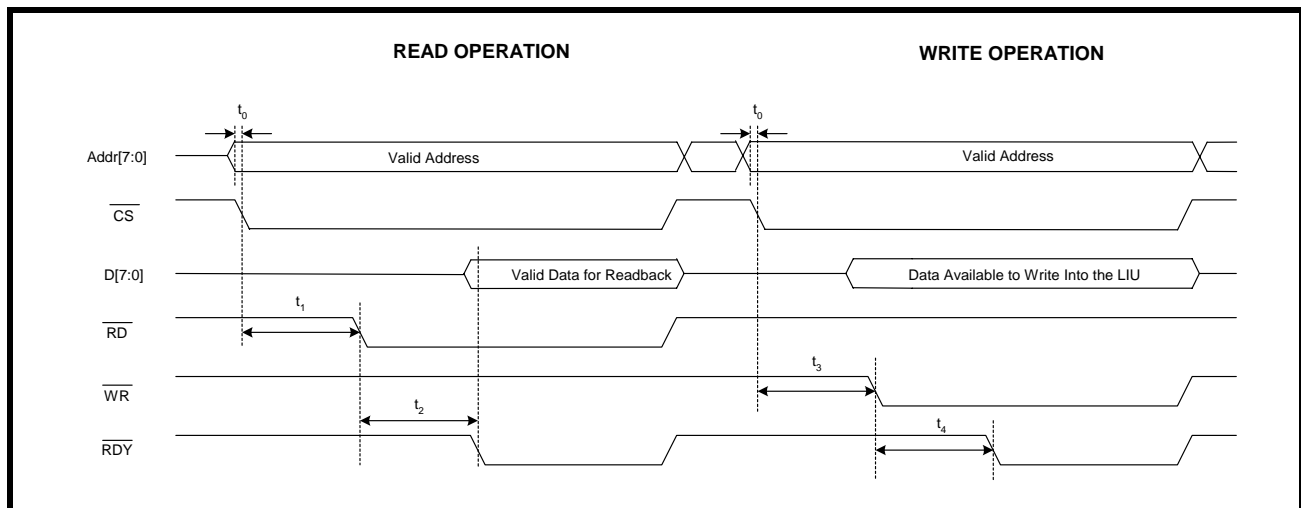 READ OPERATION WRITE OPERATION
t0 t0
Addr[7:0] Valid Address Valid Address
CS
D[7:0] Valid Data for Readback Data Available to Write Into the LIU
t1
RD
t3
WR
t2
t4
RDY